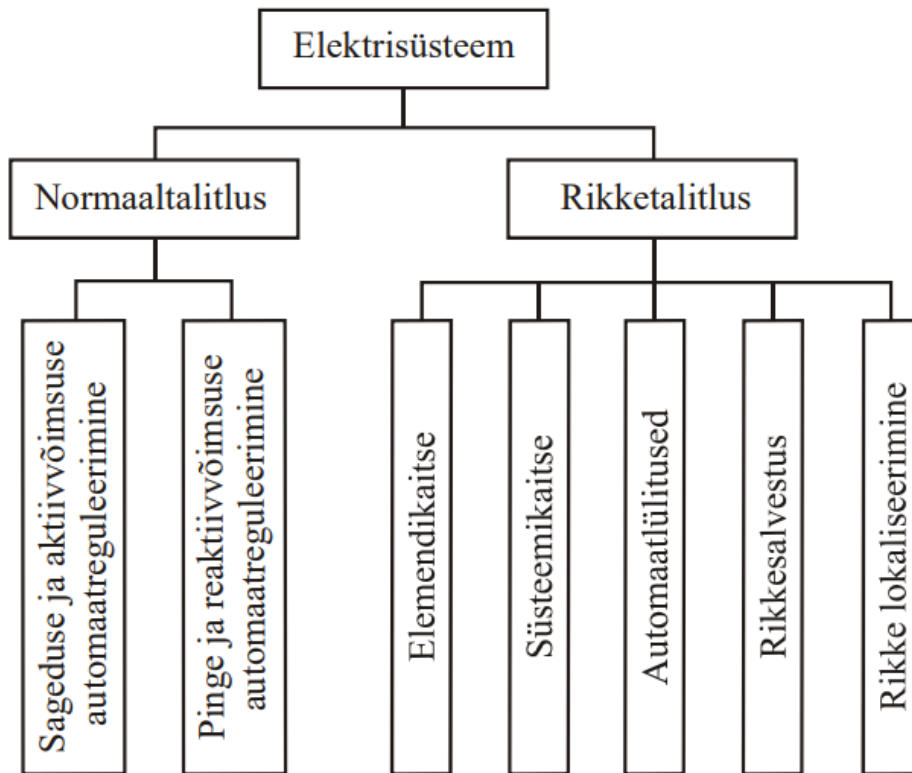 Elektrisüsteem
Normaaltalitlus
Rikketalitlus
Sageduse ja aktiivvõimsuse
automaatreguleerimine
Pinge ja reaktiivvõimsuse
automaatreguleerimine
Elemendikaitse
Süsteemikaitse
Automaatlülitused
Rikkesalvestus
Rikke lokaliseerimine